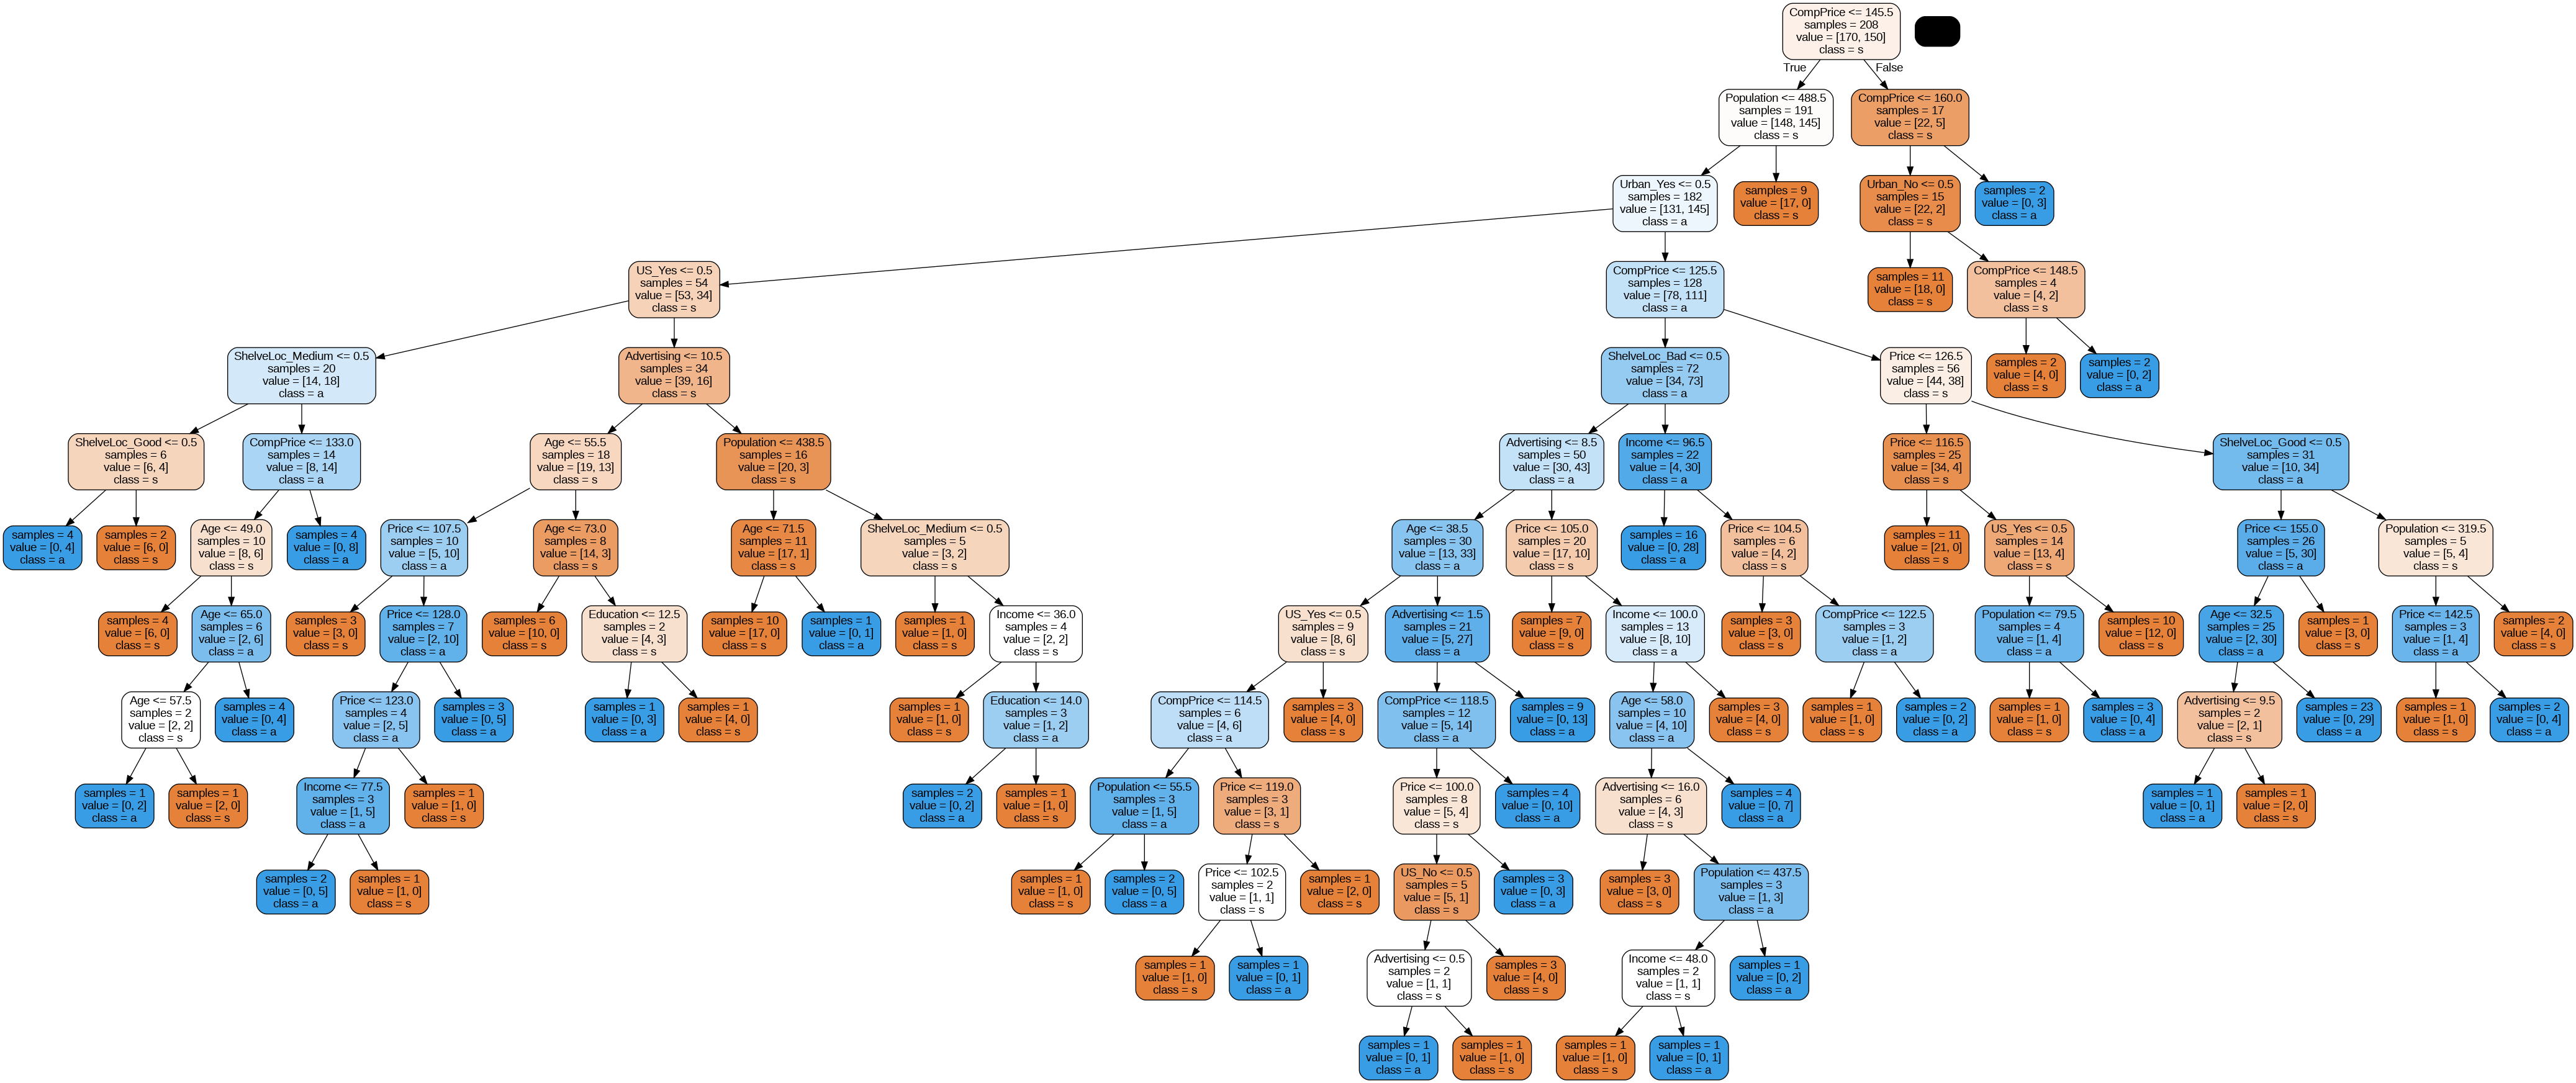 CompPrice <= 145.5
samples = 208
value = [170, 150]
class = s
True
False
Population <= 488.5
samples = 191
value = [148, 145]
class = s
CompPrice <= 160.0
samples = 17
value = [22, 5]
class = s
Urban_Yes <= 0.5
samples = 182
value = [131, 145]
class = a
samples = 9
value = [17, 0]
class = s
Urban_No <= 0.5
samples = 15
value = [22, 2]
class = s
samples = 2
value = [0, 3]
class = a
US_Yes <= 0.5
samples = 54
value = [53, 34]
class = s
CompPrice <= 125.5
samples = 128
value = [78, 111]
class = a
samples = 11
value = [18, 0]
class = s
CompPrice <= 148.5
samples = 4
value = [4, 2]
class = s
ShelveLoc_Medium <= 0.5
samples = 20
value = [14, 18]
class = a
Advertising <= 10.5
samples = 34
value = [39, 16]
class = s
ShelveLoc_Bad <= 0.5
samples = 72
value = [34, 73]
class = a
Price <= 126.5
samples = 56
value = [44, 38]
class = s
samples = 2
value = [4, 0]
class = s
samples = 2
value = [0, 2]
class = a
ShelveLoc_Good <= 0.5
samples = 6
value = [6, 4]
class = s
CompPrice <= 133.0
samples = 14
value = [8, 14]
class = a
Age <= 55.5
samples = 18
value = [19, 13]
class = s
Population <= 438.5
samples = 16
value = [20, 3]
class = s
Advertising <= 8.5
samples = 50
value = [30, 43]
class = a
Income <= 96.5
samples = 22
value = [4, 30]
class = a
Price <= 116.5
samples = 25
value = [34, 4]
class = s
ShelveLoc_Good <= 0.5
samples = 31
value = [10, 34]
class = a
samples = 4
value = [0, 4]
class = a
samples = 2
value = [6, 0]
class = s
Age <= 49.0
samples = 10
value = [8, 6]
class = s
samples = 4
value = [0, 8]
class = a
Price <= 107.5
samples = 10
value = [5, 10]
class = a
Age <= 73.0
samples = 8
value = [14, 3]
class = s
Age <= 71.5
samples = 11
value = [17, 1]
class = s
ShelveLoc_Medium <= 0.5
samples = 5
value = [3, 2]
class = s
Age <= 38.5
samples = 30
value = [13, 33]
class = a
Price <= 105.0
samples = 20
value = [17, 10]
class = s
samples = 16
value = [0, 28]
class = a
Price <= 104.5
samples = 6
value = [4, 2]
class = s
samples = 11
value = [21, 0]
class = s
US_Yes <= 0.5
samples = 14
value = [13, 4]
class = s
Price <= 155.0
samples = 26
value = [5, 30]
class = a
Population <= 319.5
samples = 5
value = [5, 4]
class = s
samples = 4
value = [6, 0]
class = s
Age <= 65.0
samples = 6
value = [2, 6]
class = a
samples = 3
value = [3, 0]
class = s
Price <= 128.0
samples = 7
value = [2, 10]
class = a
samples = 6
value = [10, 0]
class = s
Education <= 12.5
samples = 2
value = [4, 3]
class = s
samples = 10
value = [17, 0]
class = s
samples = 1
value = [0, 1]
class = a
samples = 1
value = [1, 0]
class = s
Income <= 36.0
samples = 4
value = [2, 2]
class = s
US_Yes <= 0.5
samples = 9
value = [8, 6]
class = s
Advertising <= 1.5
samples = 21
value = [5, 27]
class = a
samples = 7
value = [9, 0]
class = s
Income <= 100.0
samples = 13
value = [8, 10]
class = a
samples = 3
value = [3, 0]
class = s
CompPrice <= 122.5
samples = 3
value = [1, 2]
class = a
Population <= 79.5
samples = 4
value = [1, 4]
class = a
samples = 10
value = [12, 0]
class = s
Age <= 32.5
samples = 25
value = [2, 30]
class = a
samples = 1
value = [3, 0]
class = s
Price <= 142.5
samples = 3
value = [1, 4]
class = a
samples = 2
value = [4, 0]
class = s
Age <= 57.5
samples = 2
value = [2, 2]
class = s
samples = 4
value = [0, 4]
class = a
Price <= 123.0
samples = 4
value = [2, 5]
class = a
samples = 3
value = [0, 5]
class = a
samples = 1
value = [0, 3]
class = a
samples = 1
value = [4, 0]
class = s
samples = 1
value = [1, 0]
class = s
Education <= 14.0
samples = 3
value = [1, 2]
class = a
CompPrice <= 114.5
samples = 6
value = [4, 6]
class = a
samples = 3
value = [4, 0]
class = s
CompPrice <= 118.5
samples = 12
value = [5, 14]
class = a
samples = 9
value = [0, 13]
class = a
Age <= 58.0
samples = 10
value = [4, 10]
class = a
samples = 3
value = [4, 0]
class = s
samples = 1
value = [1, 0]
class = s
samples = 2
value = [0, 2]
class = a
samples = 1
value = [1, 0]
class = s
samples = 3
value = [0, 4]
class = a
Advertising <= 9.5
samples = 2
value = [2, 1]
class = s
samples = 23
value = [0, 29]
class = a
samples = 1
value = [1, 0]
class = s
samples = 2
value = [0, 4]
class = a
samples = 1
value = [0, 2]
class = a
samples = 1
value = [2, 0]
class = s
Income <= 77.5
samples = 3
value = [1, 5]
class = a
samples = 1
value = [1, 0]
class = s
samples = 2
value = [0, 2]
class = a
samples = 1
value = [1, 0]
class = s
Population <= 55.5
samples = 3
value = [1, 5]
class = a
Price <= 119.0
samples = 3
value = [3, 1]
class = s
Price <= 100.0
samples = 8
value = [5, 4]
class = s
samples = 4
value = [0, 10]
class = a
Advertising <= 16.0
samples = 6
value = [4, 3]
class = s
samples = 4
value = [0, 7]
class = a
samples = 1
value = [0, 1]
class = a
samples = 1
value = [2, 0]
class = s
samples = 2
value = [0, 5]
class = a
samples = 1
value = [1, 0]
class = s
samples = 1
value = [1, 0]
class = s
samples = 2
value = [0, 5]
class = a
Price <= 102.5
samples = 2
value = [1, 1]
class = s
samples = 1
value = [2, 0]
class = s
US_No <= 0.5
samples = 5
value = [5, 1]
class = s
samples = 3
value = [0, 3]
class = a
samples = 3
value = [3, 0]
class = s
Population <= 437.5
samples = 3
value = [1, 3]
class = a
samples = 1
value = [1, 0]
class = s
samples = 1
value = [0, 1]
class = a
Advertising <= 0.5
samples = 2
value = [1, 1]
class = s
samples = 3
value = [4, 0]
class = s
Income <= 48.0
samples = 2
value = [1, 1]
class = s
samples = 1
value = [0, 2]
class = a
samples = 1
value = [0, 1]
class = a
samples = 1
value = [1, 0]
class = s
samples = 1
value = [1, 0]
class = s
samples = 1
value = [0, 1]
class = a